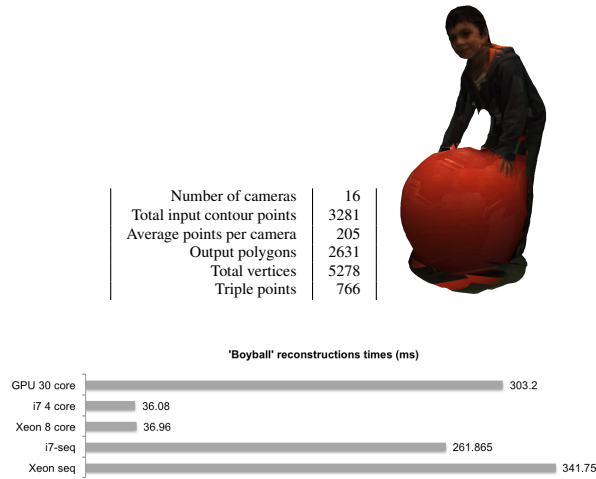 Number of cameras 16
Total input contour points 3281
Average points per camera 205
Output polygons 2631
Total vertices 5278
Triple points 766
'Boyball' reconstructions times (ms)
GPU 30 core 303.2
i7 4 core 36.08
Xeon 8 core 36.96
i7-seq 261.865
Xeon seq 341.75